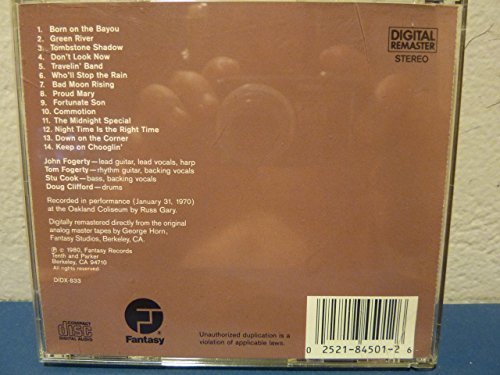 1. Born on the Bayou
2. Green River
3. Tombstone Shadow
4. Don't Look Now
5. Travelin' Band
6. Who'll Stop the Rain
7. Bad Moon Rising
8. Proud Mary
9. Fortunate Son
10. Commotion
11. The Midnight Special
12. Night Time Is the Right Time
13. Down on the Corner
14. Keep on Chooglin'
DIGITAL
REMASTER
STEREO
John Fogerty—lead guitar, lead vocals, harp
Tom Fogerty—rhythm guitar, backing vocals
Stu Cook—bass, backing vocals
Doug Clifford—drums
Recorded in performance (January 31, 1970)
at the Oakland Coliseum by Russ Gary.
Digitally remastered directly from the original
analog master tapes by George Horn,
Fantasy Studios, Berkeley, CA.
℗ © 1980, Fantasy Records
Tenth and Parker
Berkeley, CA 94710
All rights reserved
DIDX-833
COMPACT
disc
DIGITAL AUDIO
FJ
Fantasy
Unauthorized duplication is a
violation of applicable laws.
0 2521-84501-2 6